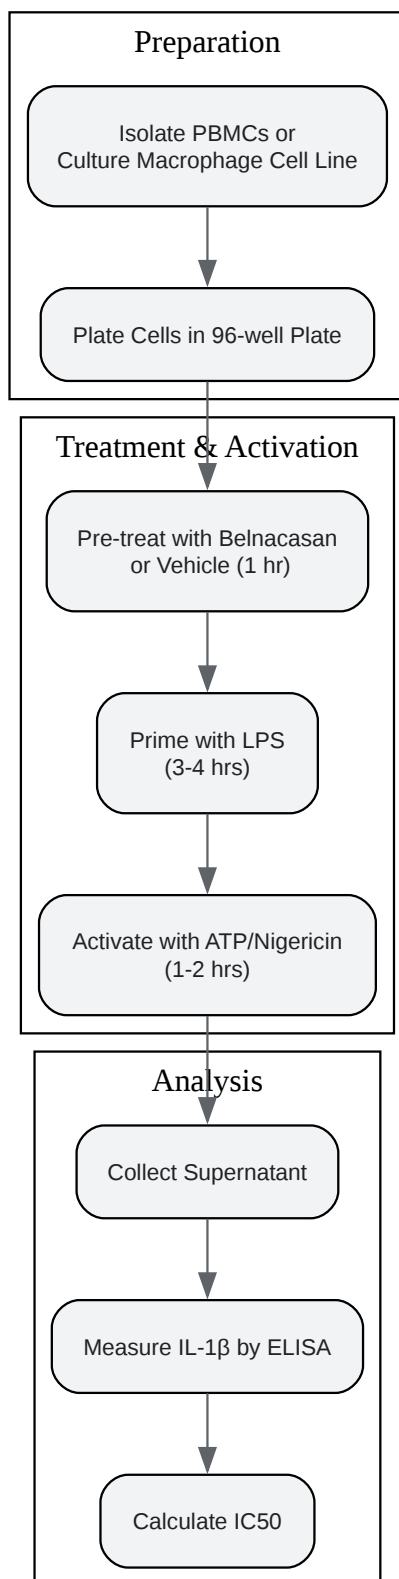 Preparation
Isolate PBMCs or
Culture Macrophage Cell Line
Plate Cells in 96-well Plate
Treatment & Activation
Pre-treat with Belnacasan
or Vehicle (1 hr)
Prime with LPS
(3-4 hrs)
Activate with ATP/Nigericin
(1-2 hrs)
Analysis
Collect Supernatant
Measure IL-1β by ELISA
Calculate IC50